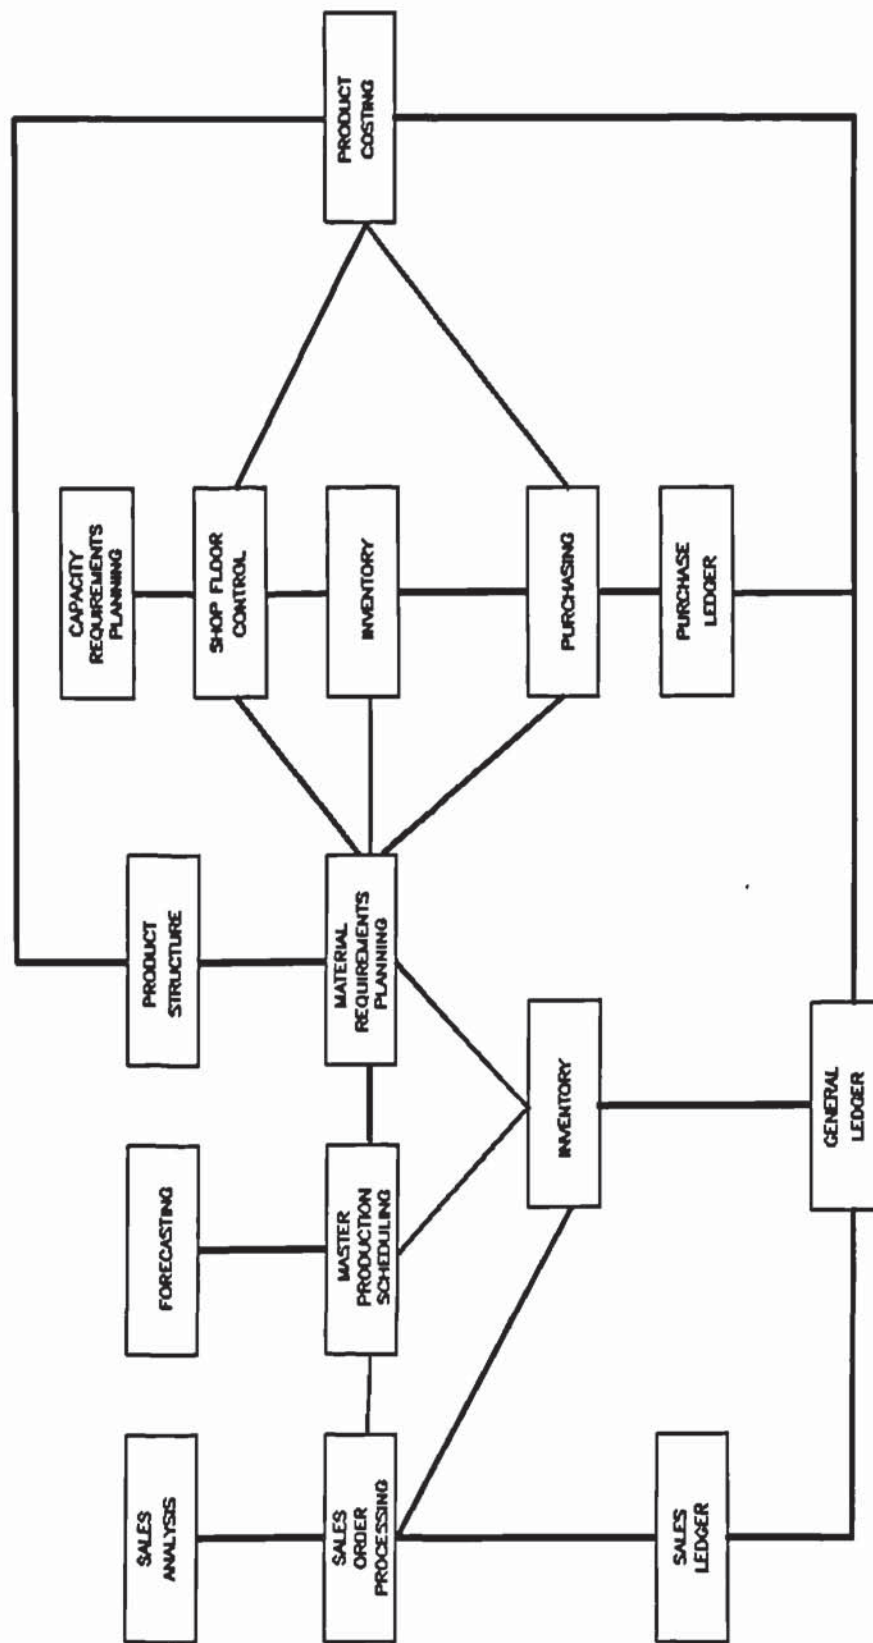 PRODUCT
COSTING
CAPACITY
REQUIREMENTS
PLANNING
SHOP FLOOR
CONTROL
INVENTORY
PURCHASING
PURCHASE
LEDGER
PRODUCT
STRUCTURE
MATERIAL
REQUIREMENTS
PLANNING
FORECASTING
MASTER
PRODUCTION
SCHEDULING
INVENTORY
GENERAL
LEDGER
SALES
ANALYSIS
SALES
ORDER
PROCESSING
SALES
LEDGER